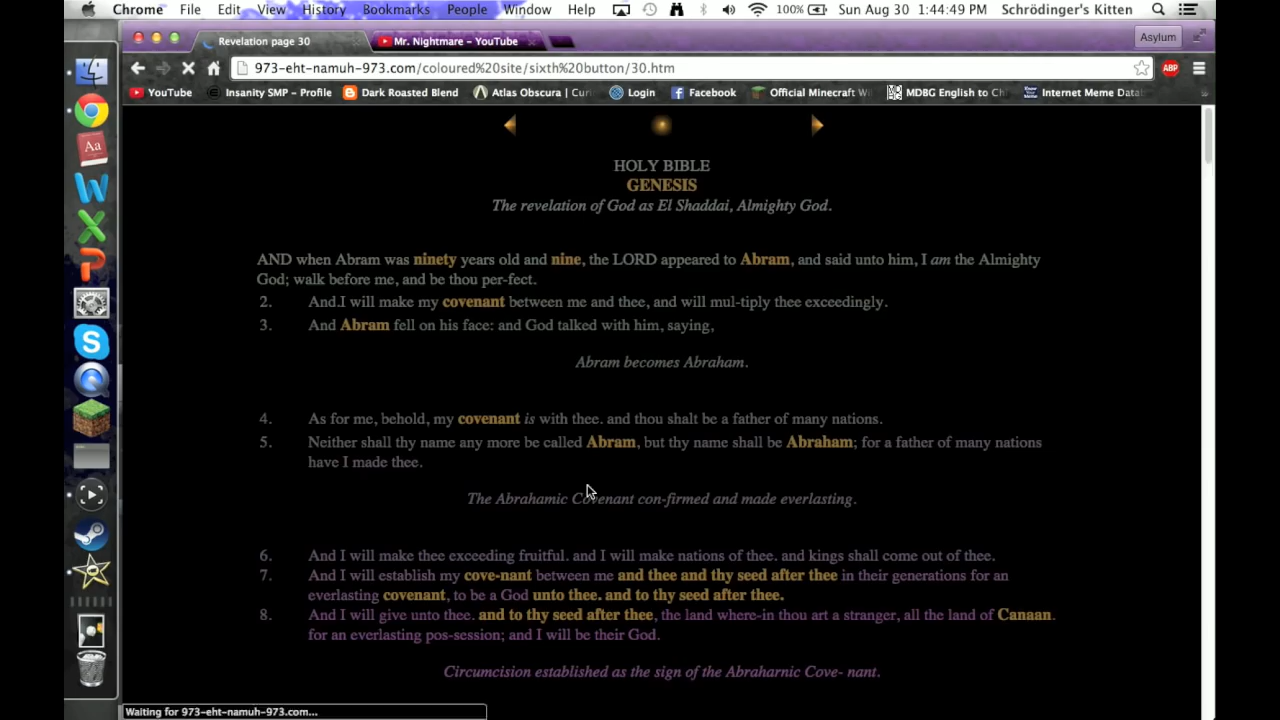 Chrome File Edit View History Bookmarks People Window Help 100% Sun Aug 30 1:44:49 PM Schrödinger's Kitten
Revelation page 30 Mr. Nightmare - YouTube Asylum
973-eht-namuh-973.com/coloured%20site/sixth%20button/30.htm ABP
YouTube Insanity SMP - Profile Dark Roasted Blend Atlas Obscura | Curi Login Facebook Official Minecraft Wi MDBG English to Chi Internet Meme Datab
HOLY BIBLE
GENESIS
The revelation of God as El Shaddai, Almighty God.
AND when Abram was ninety years old and nine, the LORD appeared to Abram, and said unto him, I am the Almighty
God; walk before me, and be thou per-fect.
2. And.I will make my covenant between me and thee, and will mul-tiply thee exceedingly.
3. And Abram fell on his face: and God talked with him, saying,
Abram becomes Abraham.
4. As for me, behold, my covenant is with thee. and thou shalt be a father of many nations.
5. Neither shall thy name any more be called Abram, but thy name shall be Abraham; for a father of many nations
have I made thee.
The Abrahamic Covenant con-firmed and made everlasting.
6. And I will make thee exceeding fruitful. and I will make nations of thee. and kings shall come out of thee.
7. And I will establish my cove-nant between me and thee and thy seed after thee in their generations for an
everlasting covenant, to be a God unto thee. and to thy seed after thee.
8. And I will give unto thee. and to thy seed after thee, the land where-in thou art a stranger, all the land of Canaan.
for an everlasting pos-session; and I will be their God.
Circumcision established as the sign of the Abraharnic Cove- nant.
Waiting for 973-eht-namuh-973.com...